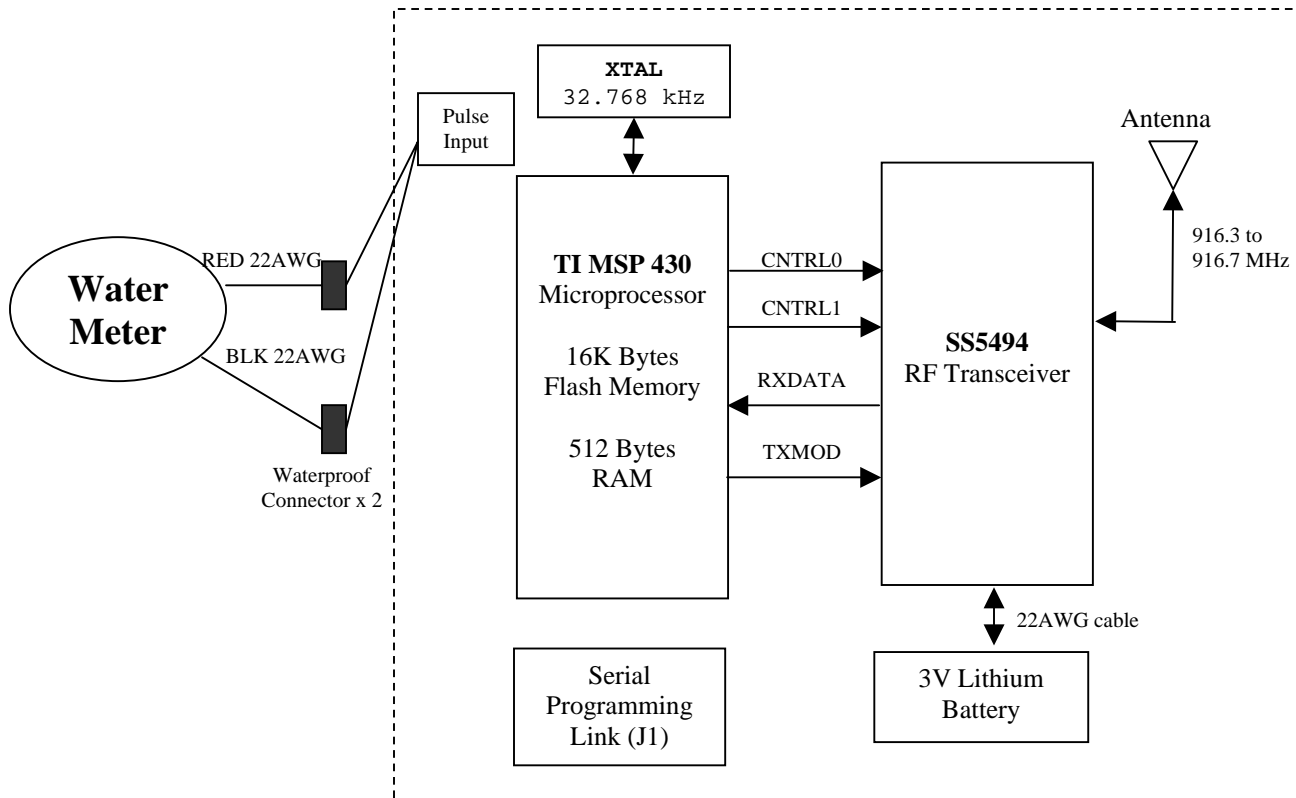 XTAL
32.768 kHz
Pulse
Input
Antenna
916.3 to
916.7 MHz
RED 22AWG
Water
Meter
BLK 22AWG
Waterproof
Connector x 2
TI MSP 430
Microprocessor
16K Bytes
Flash Memory
512 Bytes
RAM
CNTRL0
CNTRL1
RXDATA
TXMOD
SS5494
RF Transceiver
22AWG cable
Serial
Programming
Link (J1)
3V Lithium
Battery